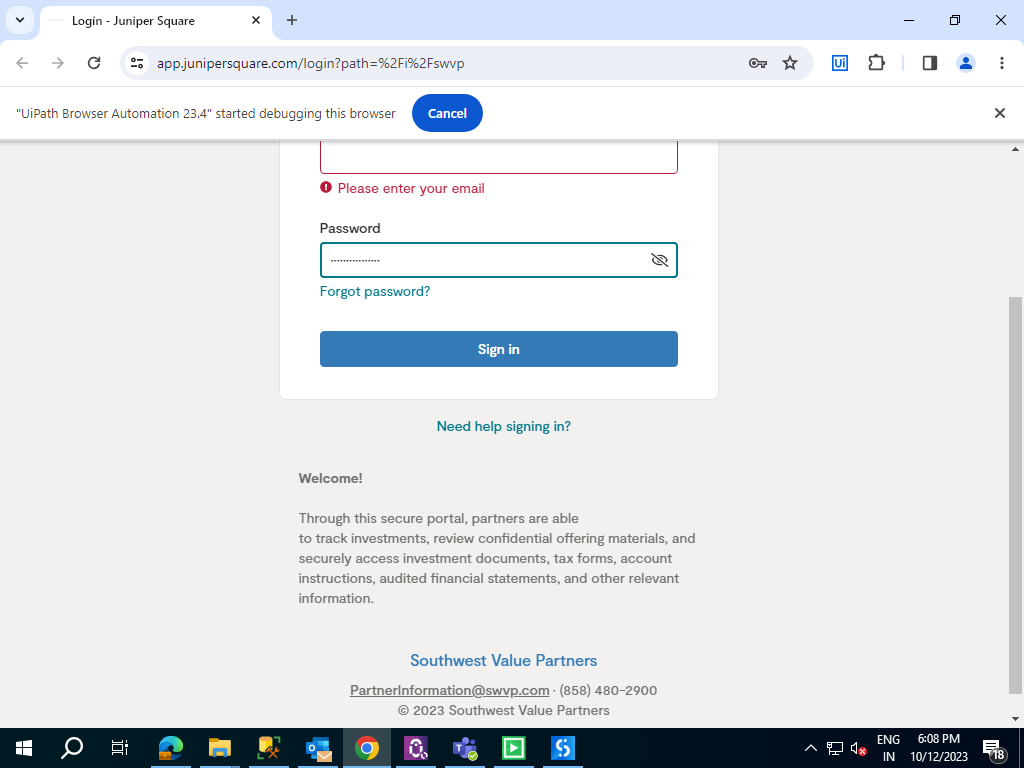 Login - Juniper Square
app.junipersquare.com/login?path=%2Fi%2Fswvp
Ui
"UiPath Browser Automation 23.4" started debugging this browser
Cancel
Please enter your email
Password
................
Forgot password?
Sign in
Need help signing in?
Welcome!
Through this secure portal, partners are able
to track investments, review confidential offering materials, and
securely access investment documents, tax forms, account
instructions, audited financial statements, and other relevant
information.
Southwest Value Partners
PartnerInformation@swvp.com · (858) 480-2900
© 2023 Southwest Value Partners
ENG
IN
6:08 PM
10/12/2023
18